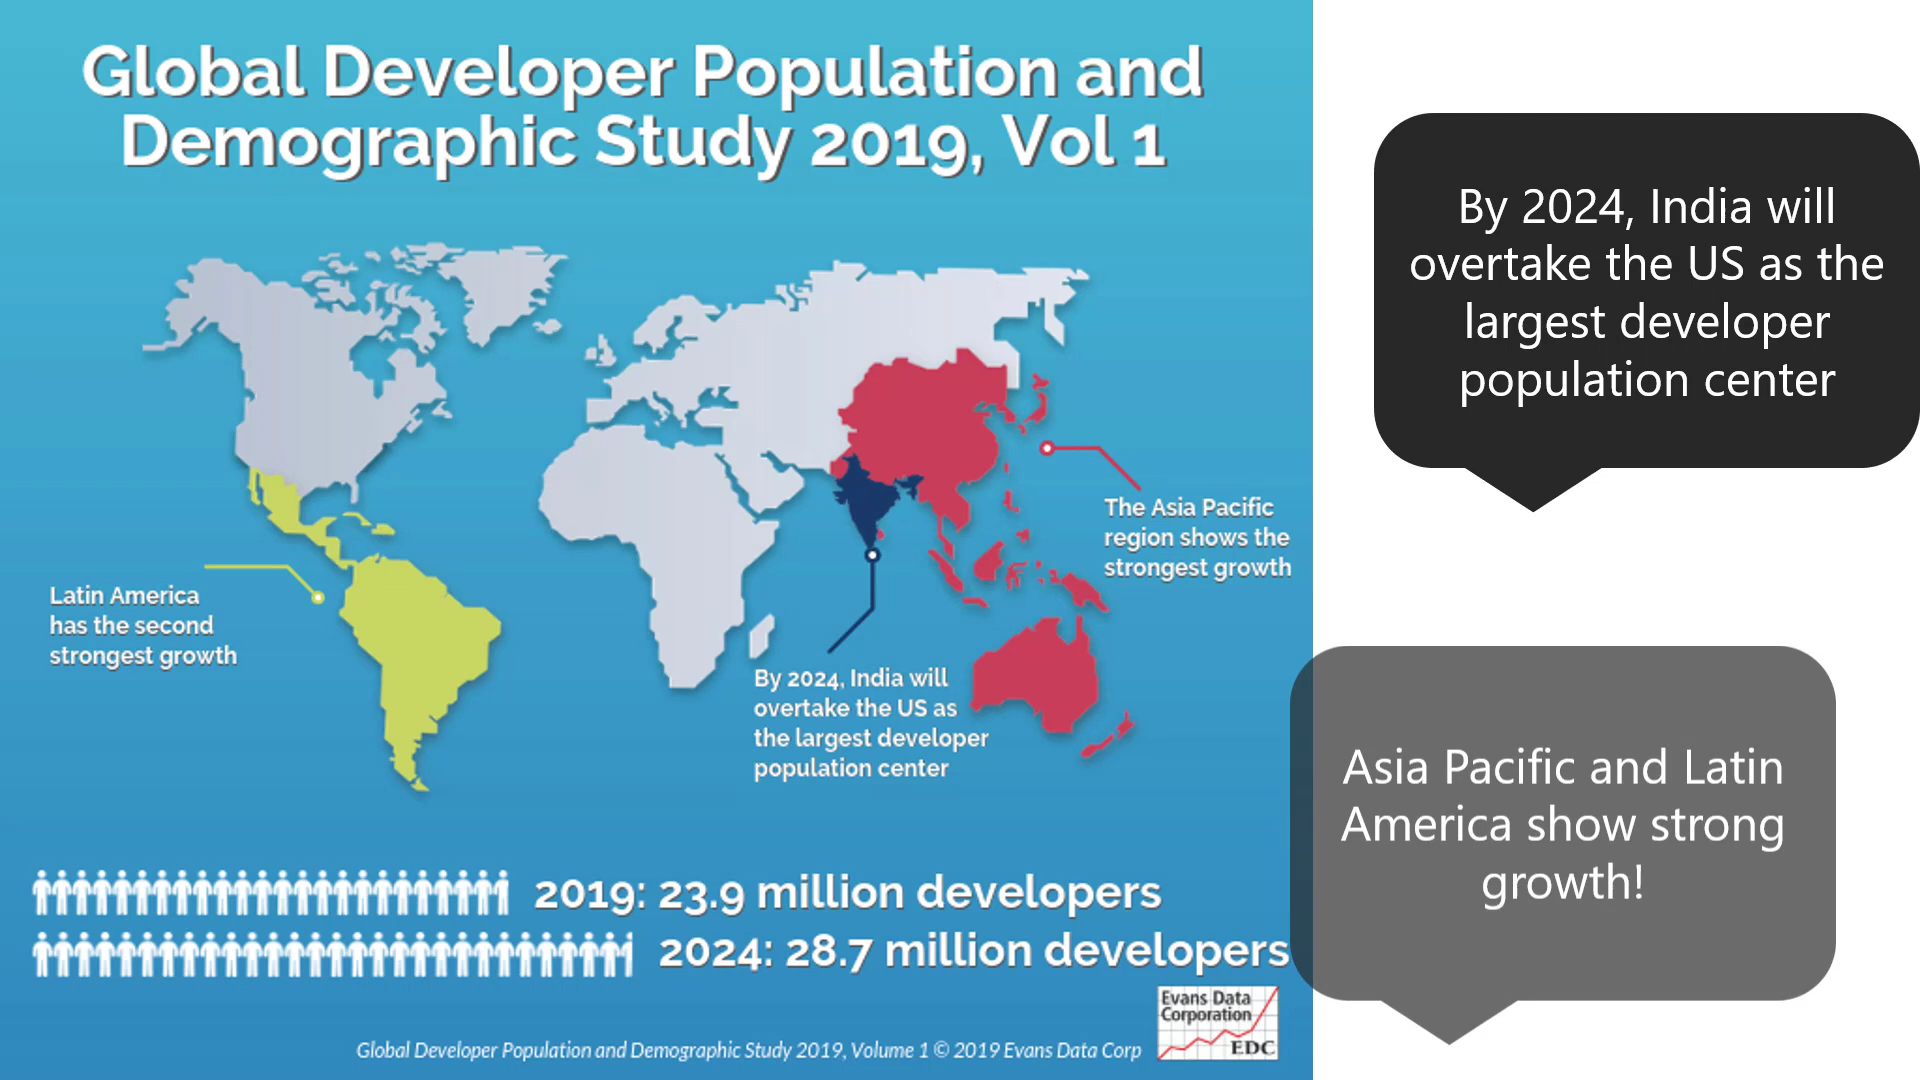 Global Developer Population and
Demographic Study 2019, Vol 1
Latin America
has the second
strongest growth
By 2024, India will
overtake the US as
the largest developer
population center
The Asia Pacific
region shows the
strongest growth
2019: 23.9 million developers
2024: 28.7 million developers
Evans Data
Corporation
EDC
Global Developer Population and Demographic Study 2019, Volume 1 © 2019 Evans Data Corp
By 2024, India will
overtake the US as the
largest developer
population center
Asia Pacific and Latin
America show strong
growth!